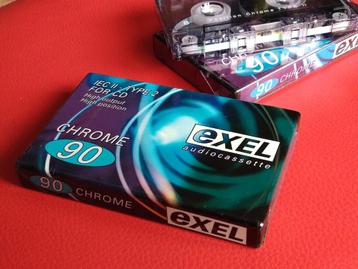 IEC II - TYPE 2
FOR CD
High output
High position
CHROME
90
eXEL
audiocassette
90 CHROME
eXEL
90 CHROME
CHROME